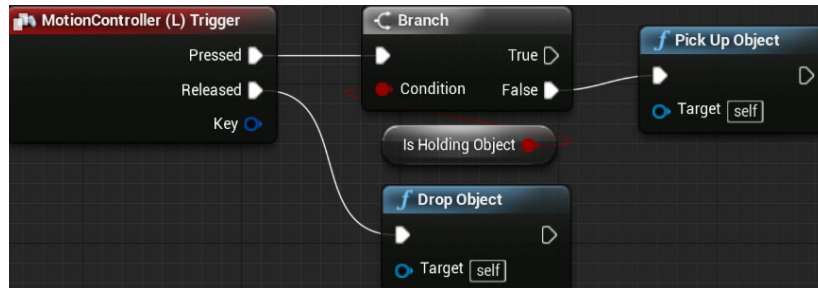 MotionController (L) Trigger
Pressed
Released
Key
Branch
True
Condition
False
Is Holding Object
f Drop Object
Target self
f Pick Up Object
Target self